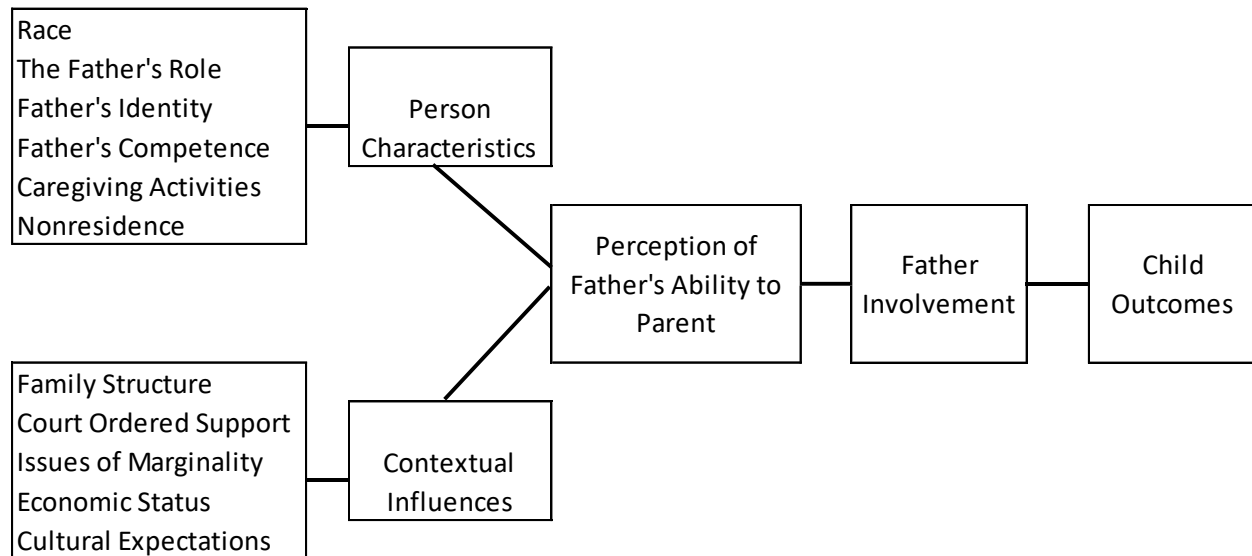 Race
The Father's Role
Father's Identity
Father's Competence
Caregiving Activities
Nonresidence
Person
Characteristics
Perception of
Father's Ability to
Parent
Father
Involvement
Child
Outcomes
Family Structure
Court Ordered Support
Issues of Marginality
Economic Status
Cultural Expectations
Contextual
Influences